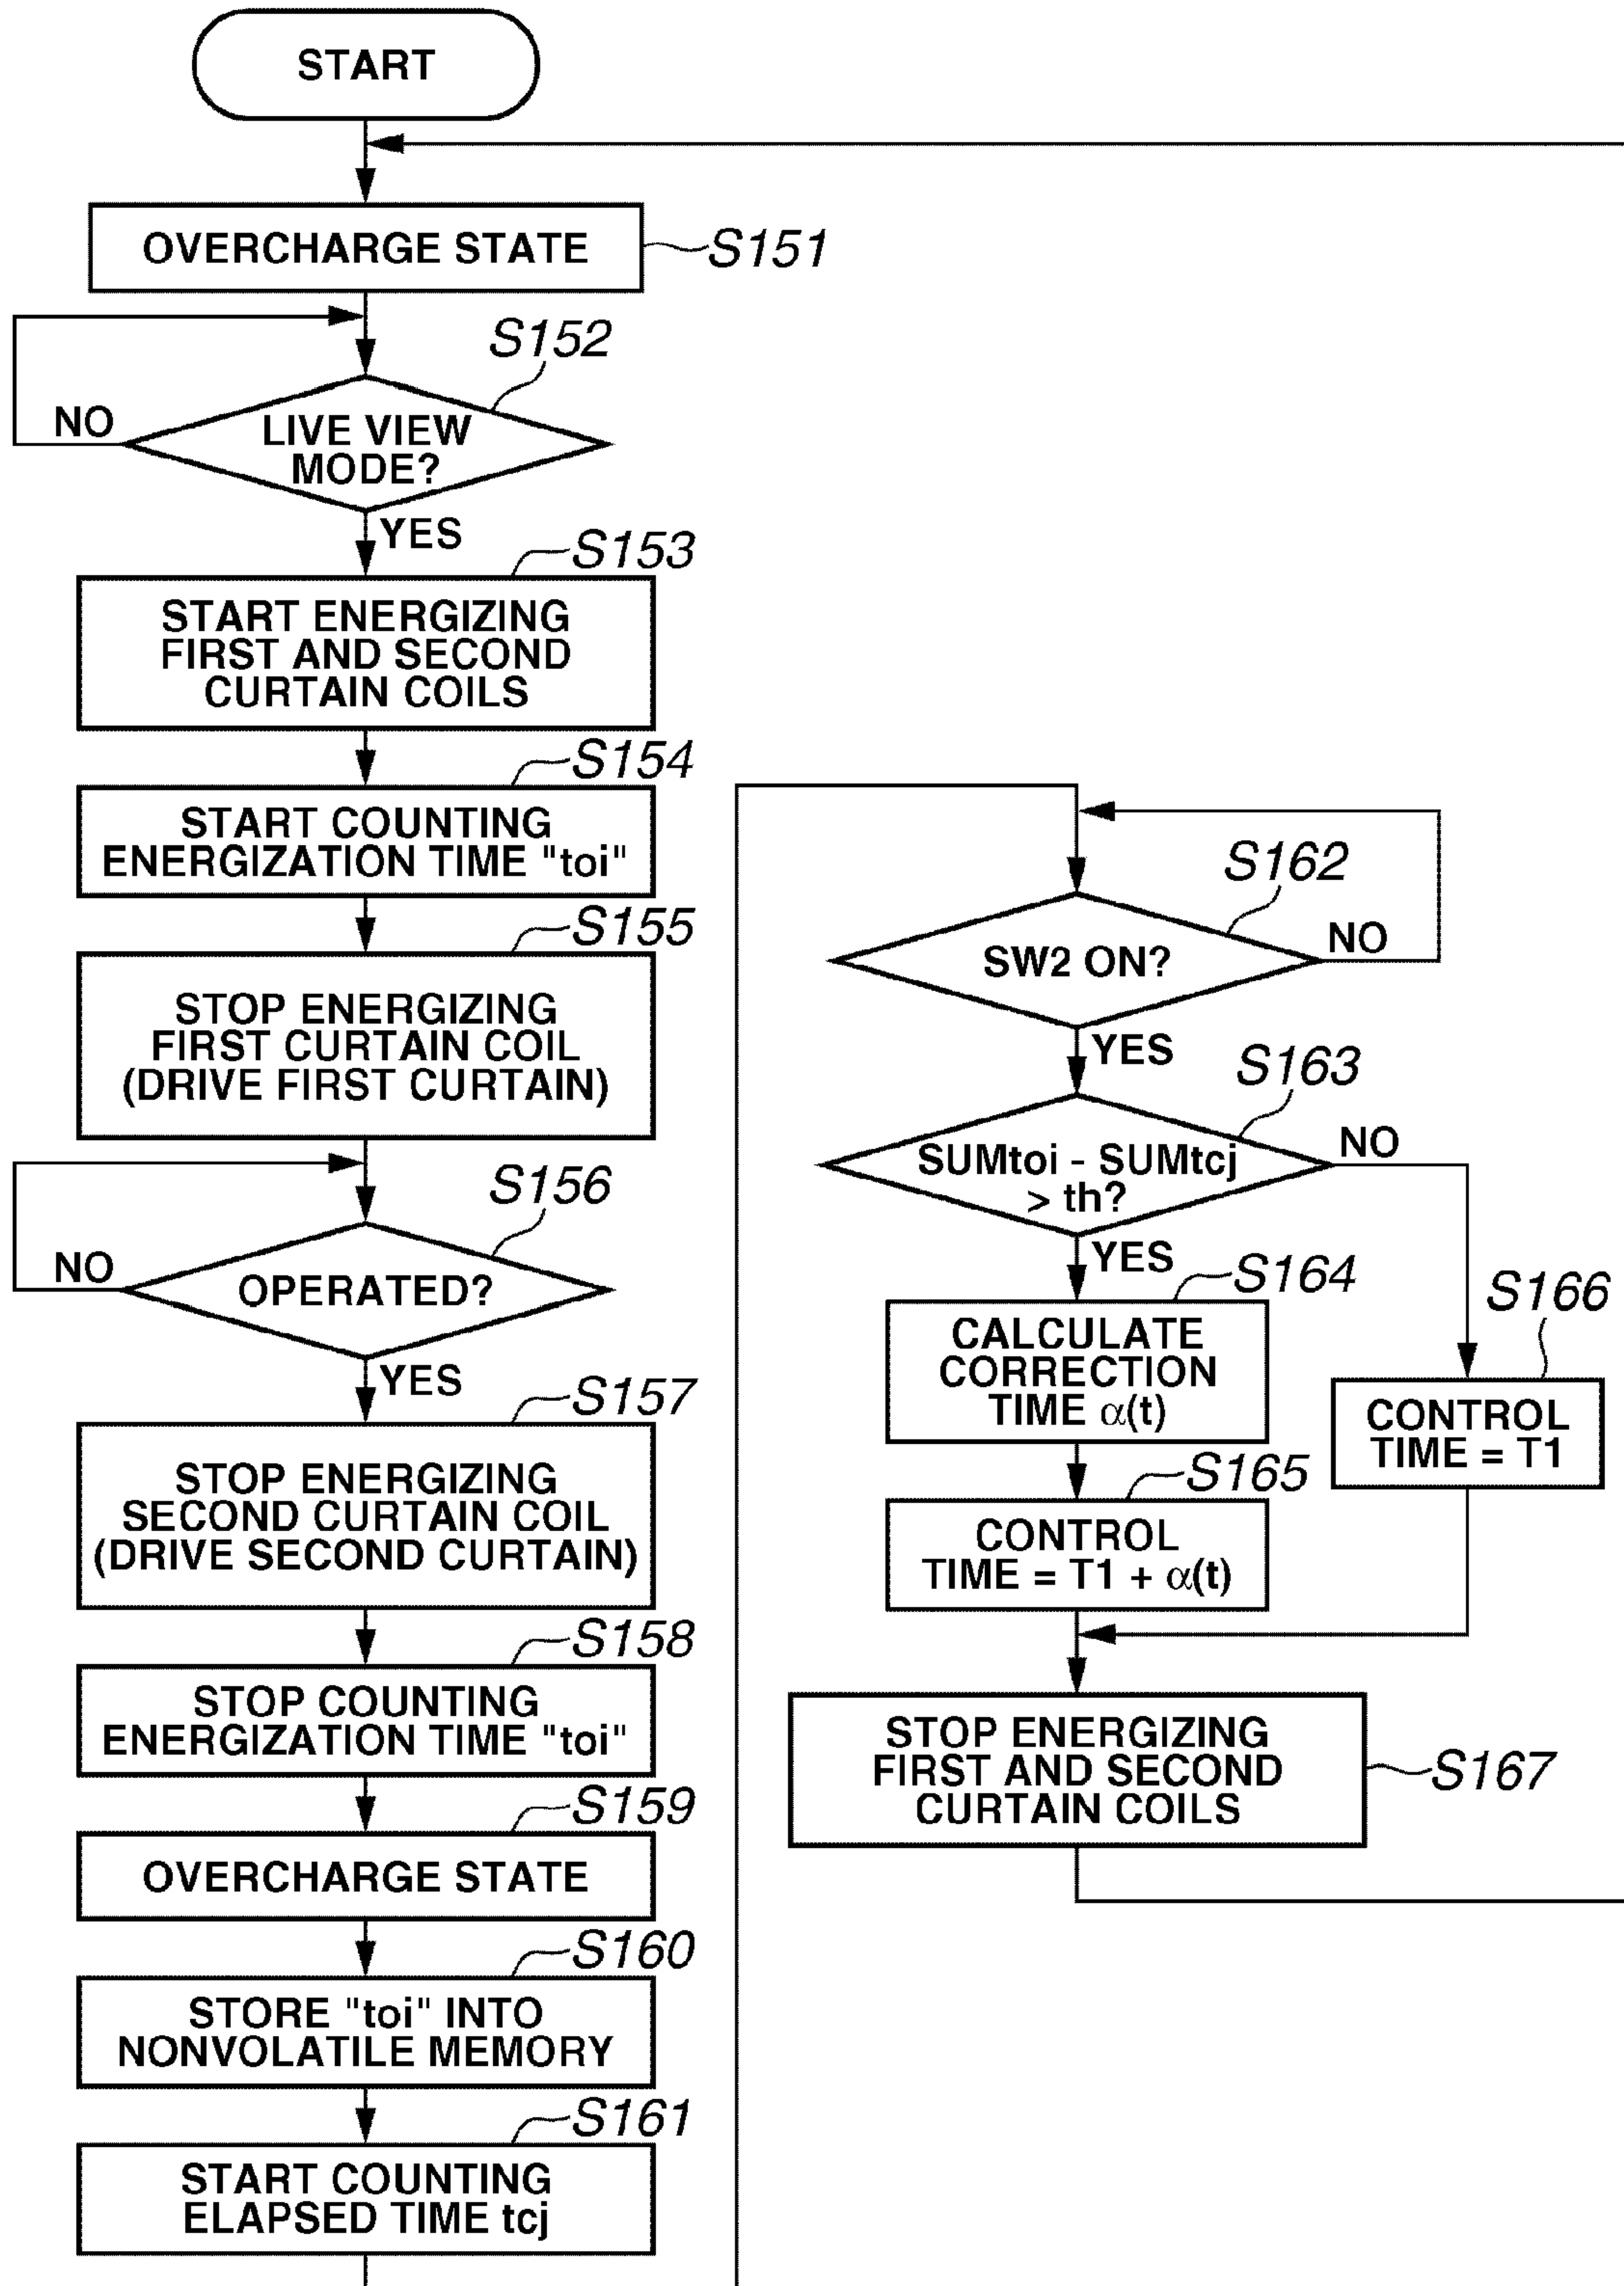 START
OVERCHARGE STATE
S151
S152
LIVE VIEW
MODE?
NO
YES
S153
START ENERGIZING
FIRST AND SECOND
CURTAIN COILS
S154
START COUNTING
ENERGIZATION TIME "toi"
S155
STOP ENERGIZING
FIRST CURTAIN COIL
(DRIVE FIRST CURTAIN)
S156
NO
OPERATED?
YES
S157
STOP ENERGIZING
SECOND CURTAIN COIL
(DRIVE SECOND CURTAIN)
S158
STOP COUNTING
ENERGIZATION TIME "toi"
S159
OVERCHARGE STATE
S160
STORE "toi" INTO
NONVOLATILE MEMORY
S161
START COUNTING
ELAPSED TIME tcj
S162
SW2 ON?
NO
YES
S163
SUMtoi - SUMtcj
> th?
NO
YES
S164
CALCULATE
CORRECTION
TIME α(t)
S165
CONTROL
TIME = T1 + α(t)
S166
CONTROL
TIME = T1
STOP ENERGIZING
FIRST AND SECOND
CURTAIN COILS
S167